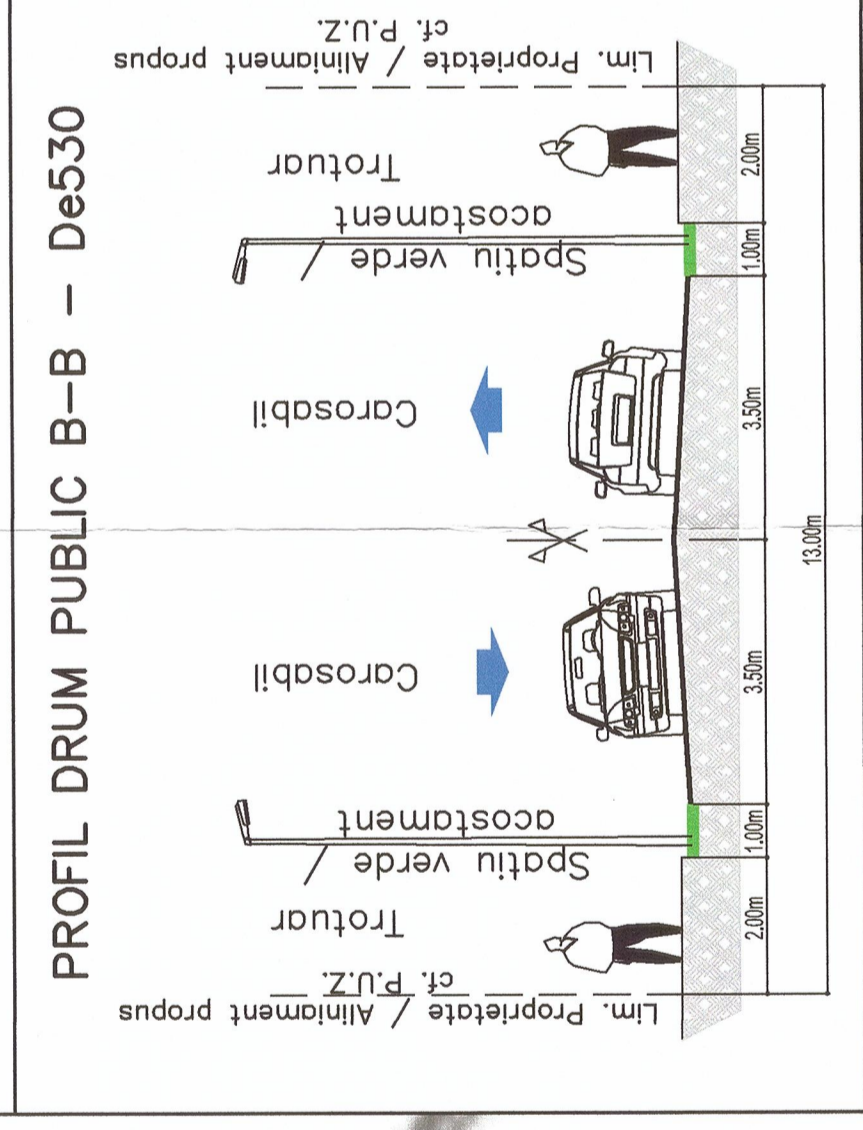 PROFIL DRUM PUBLIC B-B - De530
Lim. Proprietate / Aliniament propus
cf. P.U.Z.
Trotuar
Spatiu verde /
acostament
Carosabil
Carosabil
Spatiu verde /
acostament
Trotuar
Lim. Proprietate / Aliniament propus
cf. P.U.Z.
2.00m
1.00m
3.50m
3.50m
1.00m
2.00m
13.00m